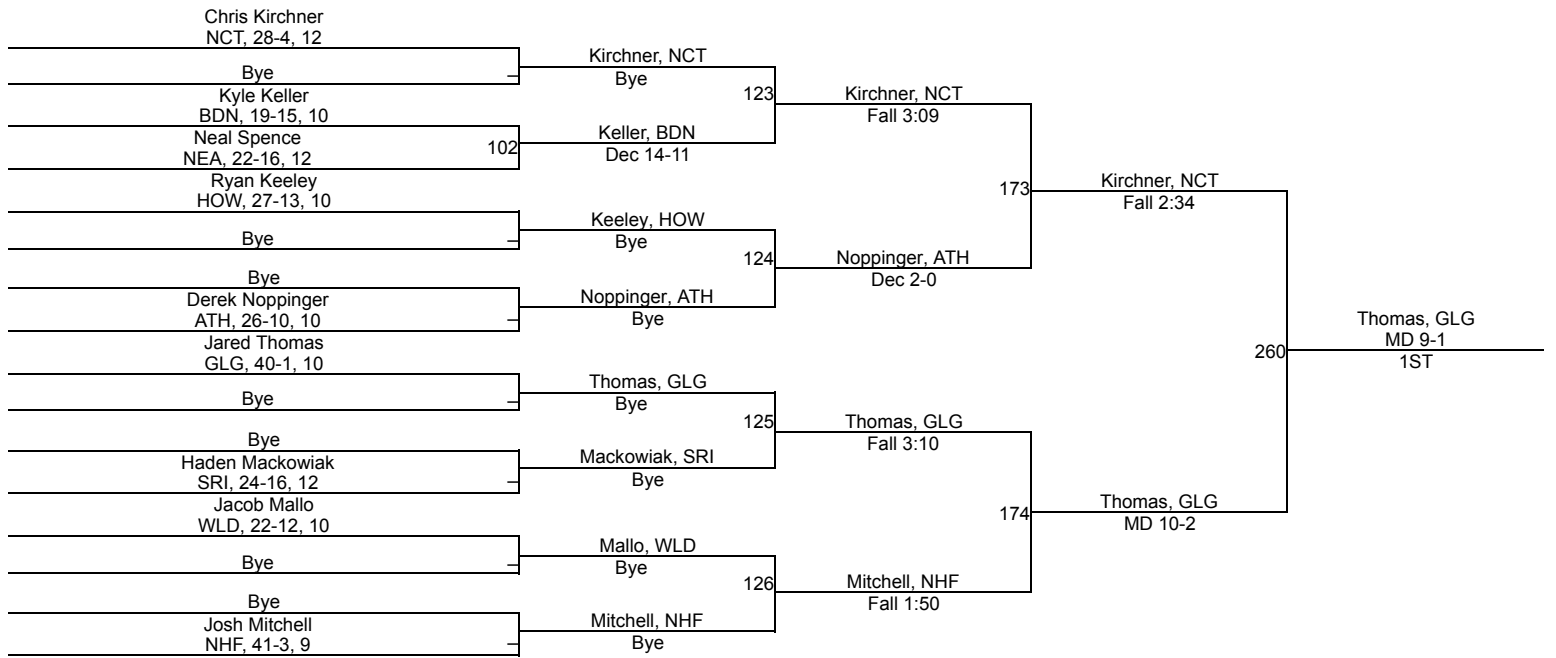 Chris Kirchner
NCT, 28-4, 12
Bye
–
Kyle Keller
BDN, 19-15, 10
Neal Spence
NEA, 22-16, 12
102
Ryan Keeley
HOW, 27-13, 10
Bye
–
Bye
Derek Noppinger
ATH, 26-10, 10
–
Jared Thomas
GLG, 40-1, 10
Bye
–
Bye
Haden Mackowiak
SRI, 24-16, 12
–
Jacob Mallo
WLD, 22-12, 10
Bye
–
Bye
Josh Mitchell
NHF, 41-3, 9
–
Kirchner, NCT
Bye
123
Keller, BDN
Dec 14-11
Keeley, HOW
Bye
124
Noppinger, ATH
Bye
Thomas, GLG
Bye
125
Mackowiak, SRI
Bye
Mallo, WLD
Bye
126
Mitchell, NHF
Bye
Kirchner, NCT
Fall 3:09
173
Noppinger, ATH
Dec 2-0
Thomas, GLG
Fall 3:10
174
Mitchell, NHF
Fall 1:50
Kirchner, NCT
Fall 2:34
260
Thomas, GLG
MD 10-2
Thomas, GLG
MD 9-1
1ST